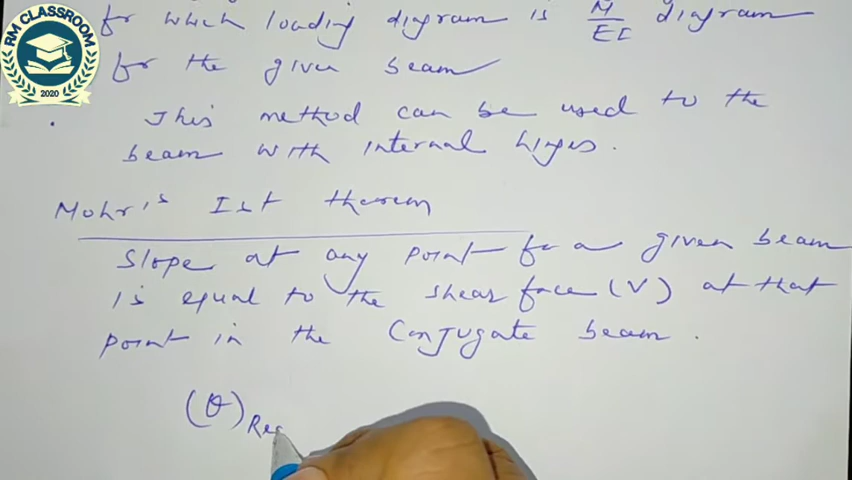 RM CLASSROOM
2020
for which loading diagram is M/EI diagram
for the given beam
. This method can be used to the
beam with internal hinges.
Mohr's Ist theorem
Slope at any point for a given beam
is equal to the shear force (V) at that
point in the Conjugate beam.
(θ)Rea